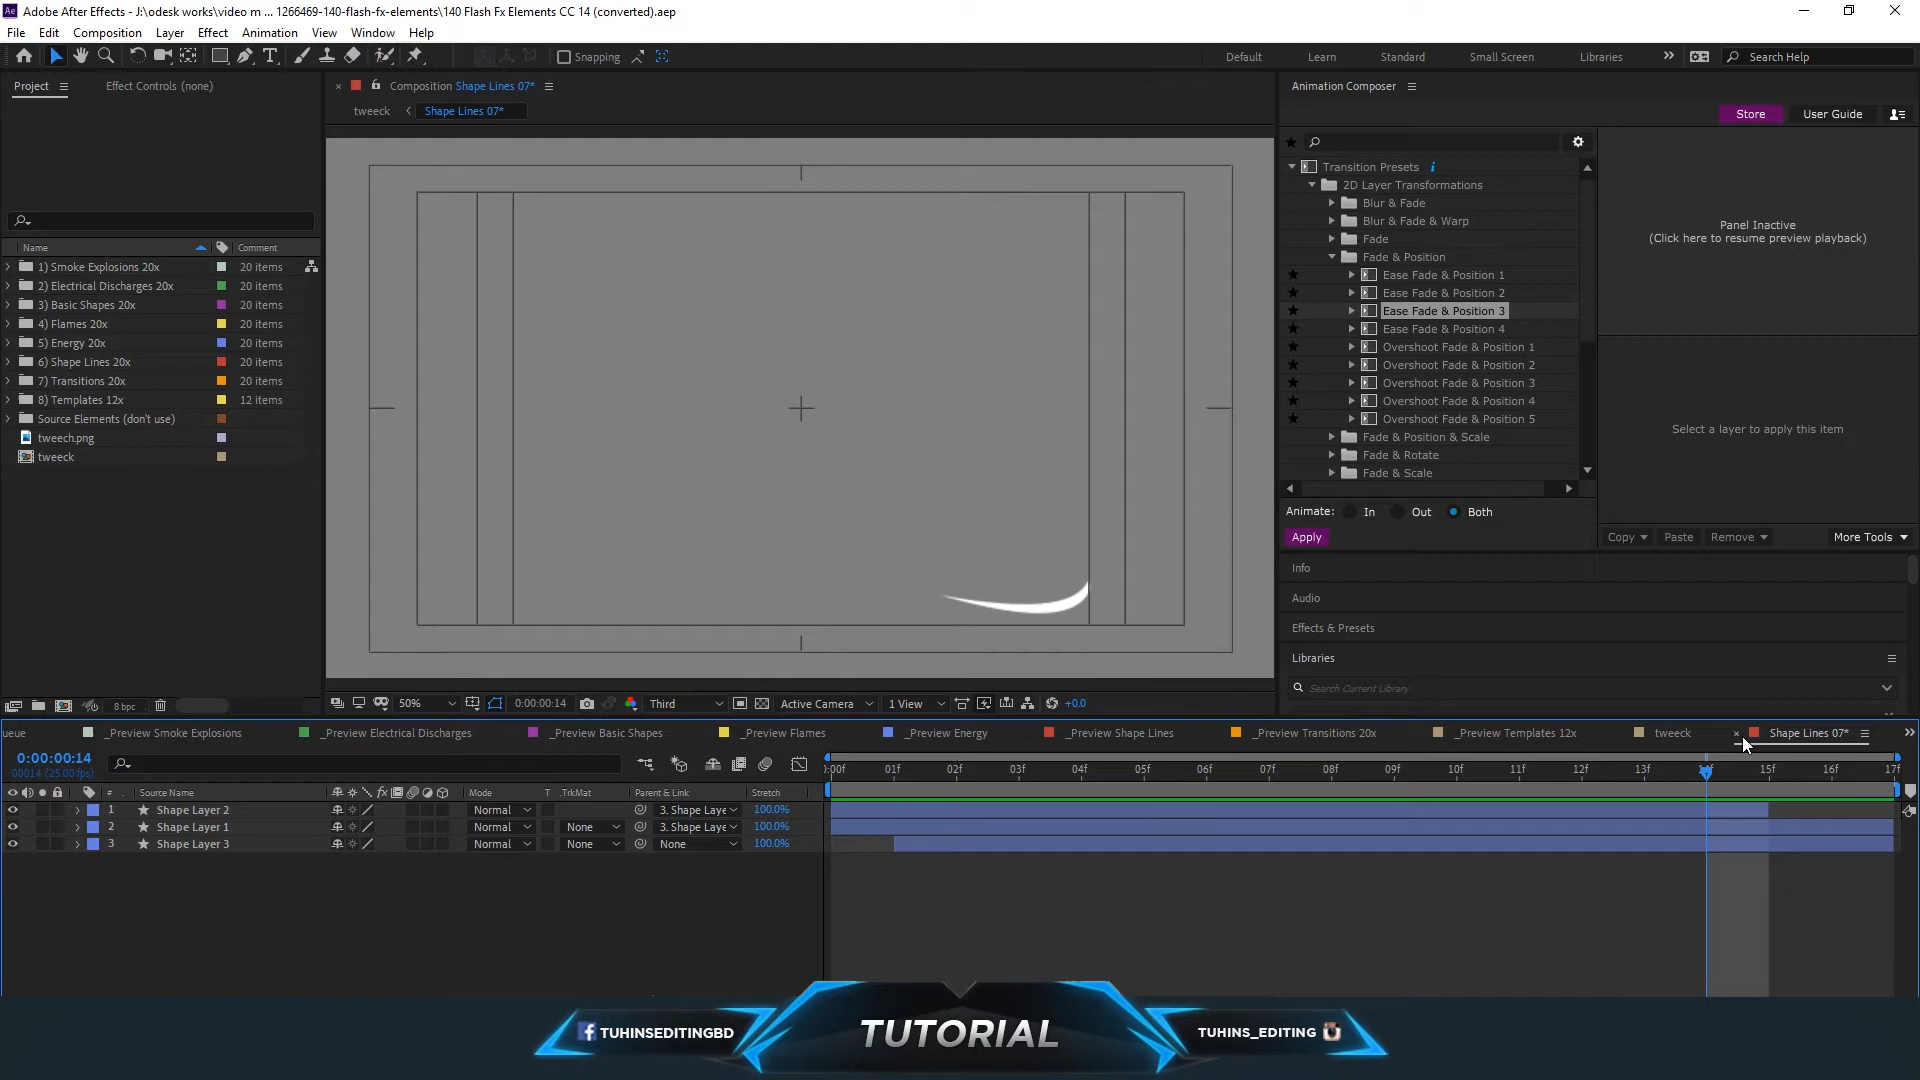 Adobe After Effects - J:\odesk works\video m ... 1266469-140-flash-fx-elements\140 Flash Fx Elements CC 14 (converted).aep
File Edit Composition Layer Effect Animation View Window Help
Snapping Default Learn Standard Small Screen Libraries Search Help
Project Effect Controls (none)
Composition Shape Lines 07*
tweeck Shape Lines 07*
Animation Composer
Store User Guide
Name Comment
1) Smoke Explosions 20x 20 items
2) Electrical Discharges 20x 20 items
3) Basic Shapes 20x 20 items
4) Flames 20x 20 items
5) Energy 20x 20 items
6) Shape Lines 20x 20 items
7) Transitions 20x 20 items
8) Templates 12x 12 items
Source Elements (don't use)
tweech.png
tweeck
8 bpc
50% 0:00:00:14 Third Active Camera 1 View +0.0
Transition Presets
2D Layer Transformations
Blur & Fade
Blur & Fade & Warp
Fade
Fade & Position
Ease Fade & Position 1
Ease Fade & Position 2
Ease Fade & Position 3
Ease Fade & Position 4
Overshoot Fade & Position 1
Overshoot Fade & Position 2
Overshoot Fade & Position 3
Overshoot Fade & Position 4
Overshoot Fade & Position 5
Fade & Position & Scale
Fade & Rotate
Fade & Scale
Panel Inactive
(Click here to resume preview playback)
Select a layer to apply this item
Animate: In Out Both
Apply Copy Paste Remove More Tools
Info
Audio
Effects & Presets
Libraries
Search Current Library
ueue _Preview Smoke Explosions _Preview Electrical Discharges _Preview Basic Shapes _Preview Flames _Preview Energy _Preview Shape Lines _Preview Transitions 20x _Preview Templates 12x tweeck Shape Lines 07*
0:00:00:14
00014 (25.00 fps)
:00f 01f 02f 03f 04f 05f 06f 07f 08f 09f 10f 11f 12f 13f 14f 15f 16f 17f
# Source Name fx Mode T .TrkMat Parent & Link Stretch
1 Shape Layer 2 Normal 3. Shape Laye 100.0%
2 Shape Layer 1 Normal None 3. Shape Laye 100.0%
3 Shape Layer 3 Normal None None 100.0%
TUHINSEDITINGBD TUTORIAL TUHINS_EDITING